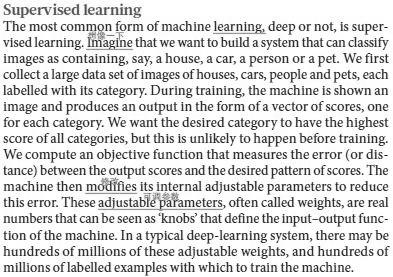 Supervised learning
The most common form of machine learning, deep or not, is super-
vised learning. Imagine that we want to build a system that can classify
想像一下
images as containing, say, a house, a car, a person or a pet. We first
collect a large data set of images of houses, cars, people and pets, each
labelled with its category. During training, the machine is shown an
image and produces an output in the form of a vector of scores, one
for each category. We want the desired category to have the highest
score of all categories, but this is unlikely to happen before training.
We compute an objective function that measures the error (or dis-
tance) between the output scores and the desired pattern of scores. The
machine then modifies its internal adjustable parameters to reduce
修改
this error. These adjustable parameters, often called weights, are real
可调参数
numbers that can be seen as ‘knobs’ that define the input–output func-
tion of the machine. In a typical deep-learning system, there may be
hundreds of millions of these adjustable weights, and hundreds of
millions of labelled examples with which to train the machine.